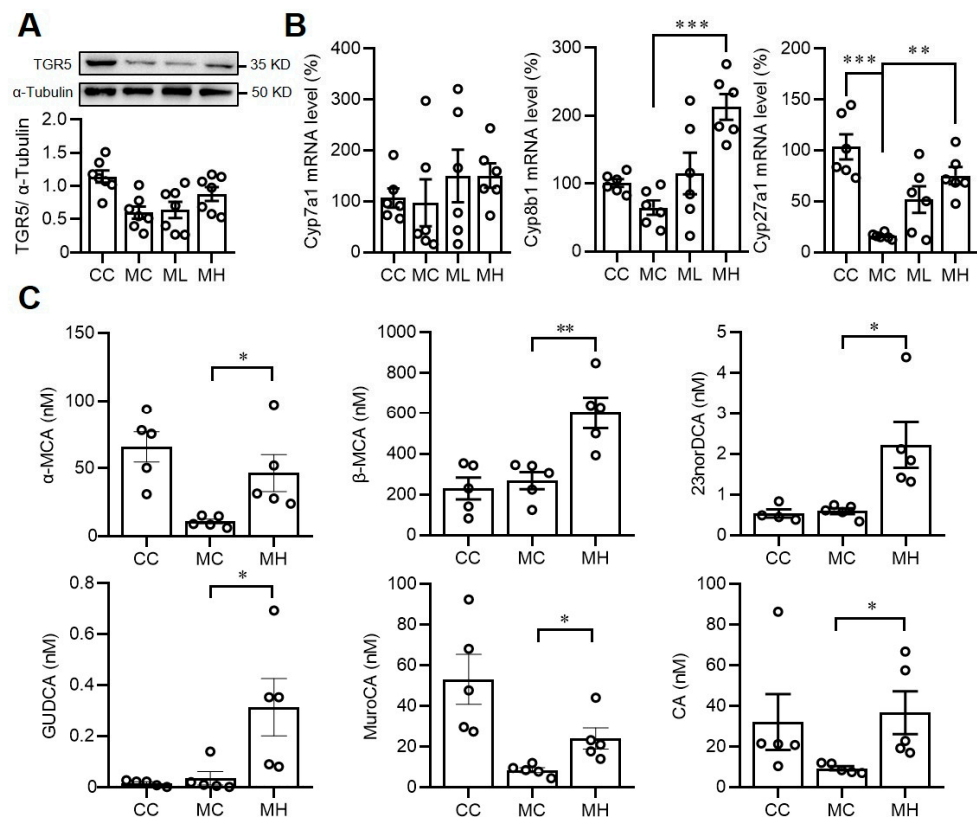 A
TGR5
35 KD
α-Tubulin
50 KD
TGR5/ α-Tubulin
2.0
1.5
1.0
0.5
0
CC MC ML MH
B
Cyp7a1 mRNA level (%)
400
300
200
100
0
CC MC ML MH
Cyp8b1 mRNA level (%)
300
200
100
0
***
CC MC ML MH
Cyp27a1 mRNA level (%)
200
150
100
50
0
*** **
CC MC ML MH
C
α-MCA (nM)
150
100
50
0
*
CC MC MH
β-MCA (nM)
1000
800
600
400
200
0
**
CC MC MH
23norDCA (nM)
5
4
3
2
1
0
*
CC MC MH
GUDCA (nM)
0.8
0.6
0.4
0.2
0
*
CC MC MH
MuroCA (nM)
100
80
60
40
20
0
*
CC MC MH
CA (nM)
100
80
60
40
20
0
*
CC MC MH